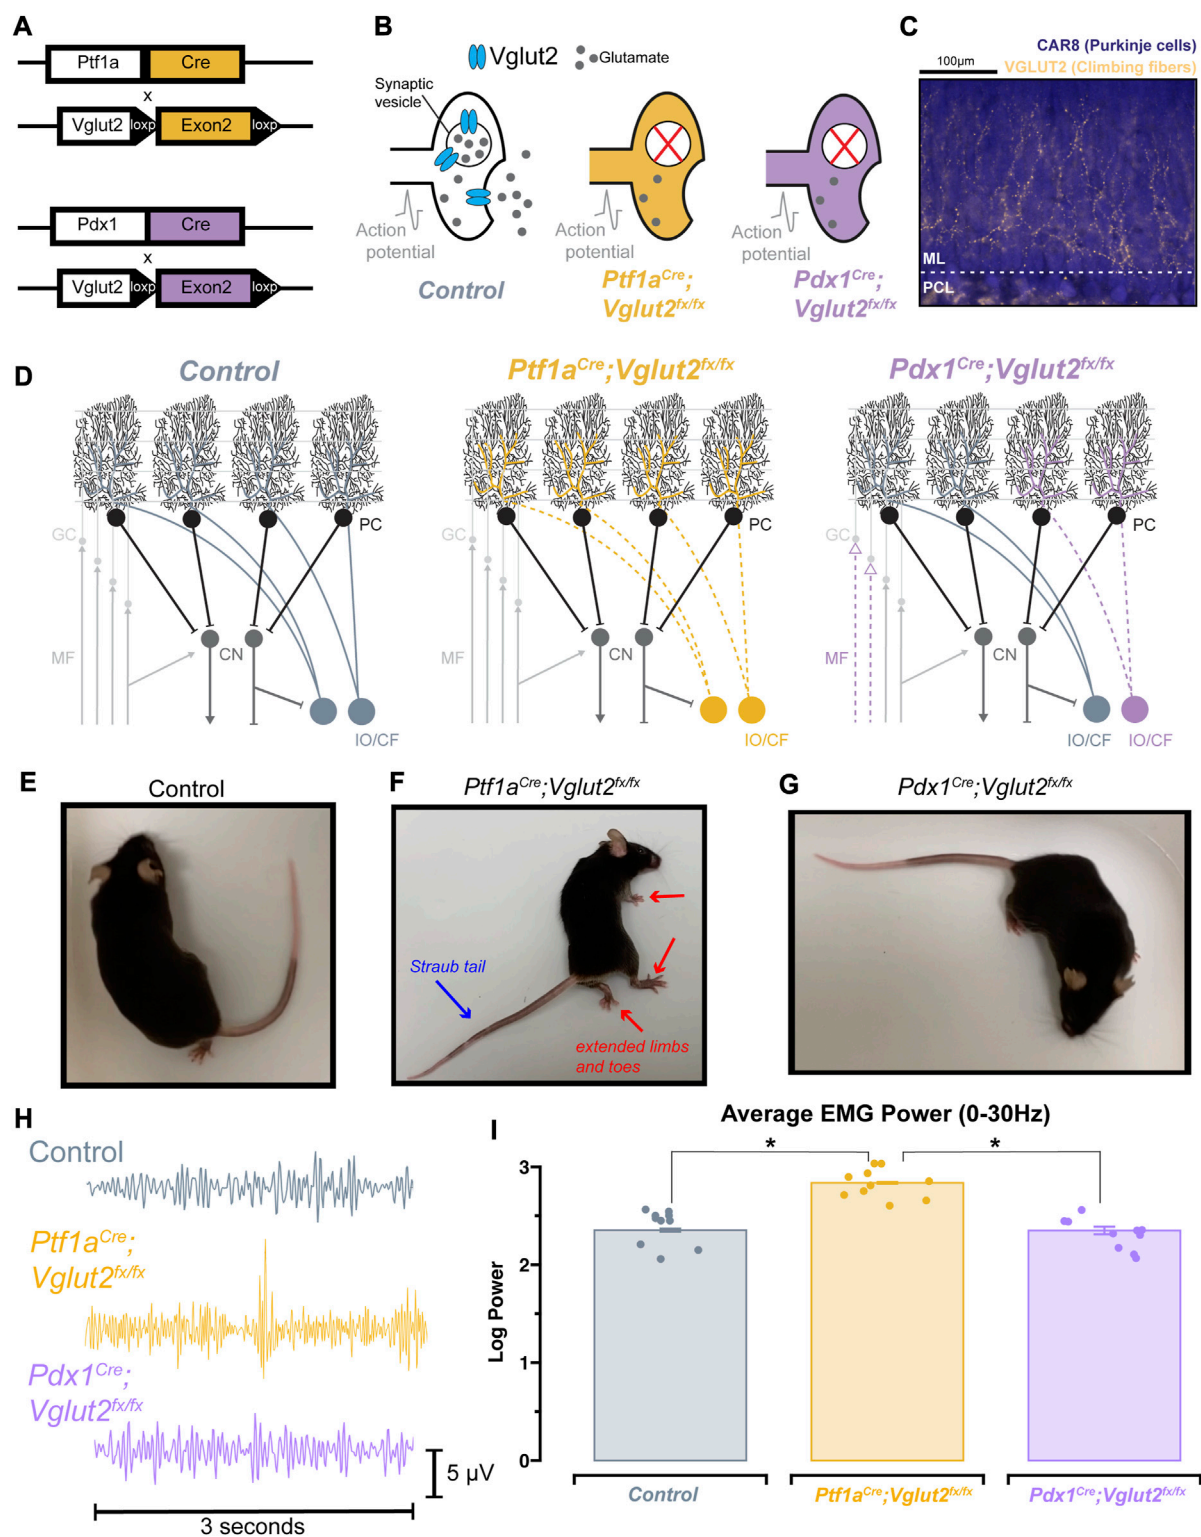 A
Ptf1a Cre
x
Vglut2 loxp Exon2 loxp
Pdx1 Cre
x
Vglut2 loxp Exon2 loxp
B
Vglut2 Glutamate
Synaptic
vesicle
Action
potential
Control
Action
potential
Ptf1aCre;
Vglut2fx/fx
Action
potential
Pdx1Cre;
Vglut2fx/fx
C
CAR8 (Purkinje cells)
100µm VGLUT2 (Climbing fibers)
ML
PCL
D
Control
PC
GC
MF
CN
IO/CF
Ptf1aCre;Vglut2fx/fx
PC
GC
MF
CN
IO/CF
Pdx1Cre;Vglut2fx/fx
PC
GC
MF
CN
IO/CF IO/CF
E
Control
F
Ptf1aCre;Vglut2fx/fx
Straub tail
extended limbs
and toes
G
Pdx1Cre;Vglut2fx/fx
H
Control
Ptf1aCre;
Vglut2fx/fx
Pdx1Cre;
Vglut2fx/fx
5 µV
3 seconds
I
Average EMG Power (0-30Hz)
* *
3
2
1
0
Log Power
Control Ptf1aCre;Vglut2fx/fx Pdx1Cre;Vglut2fx/fx